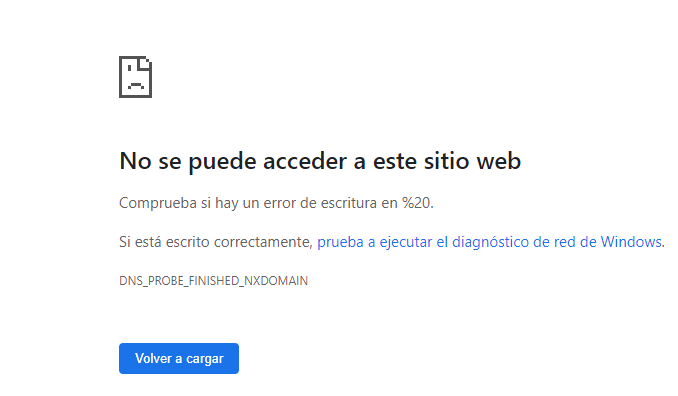 No se puede acceder a este sitio web
Comprueba si hay un error de escritura en %20.
Si está escrito correctamente, prueba a ejecutar el diagnóstico de red de Windows.
DNS_PROBE_FINISHED_NXDOMAIN
Volver a cargar